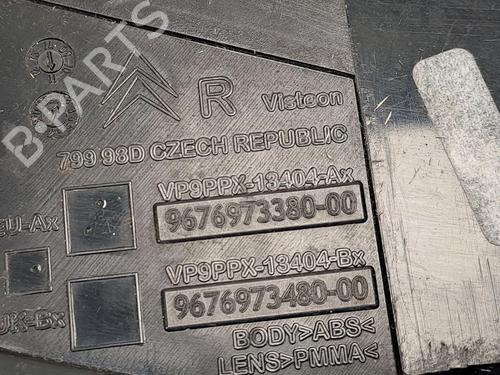 B-PARTS
R
Visteon
799 98D CZECH REPUBLIC
VP9PPX-13404-Ax
EU-Ax
9676973380-00
VP9PPX-13404-Bx
UK-Bx
9676973480-00
BODY>ABS<
LENS>PMMA<